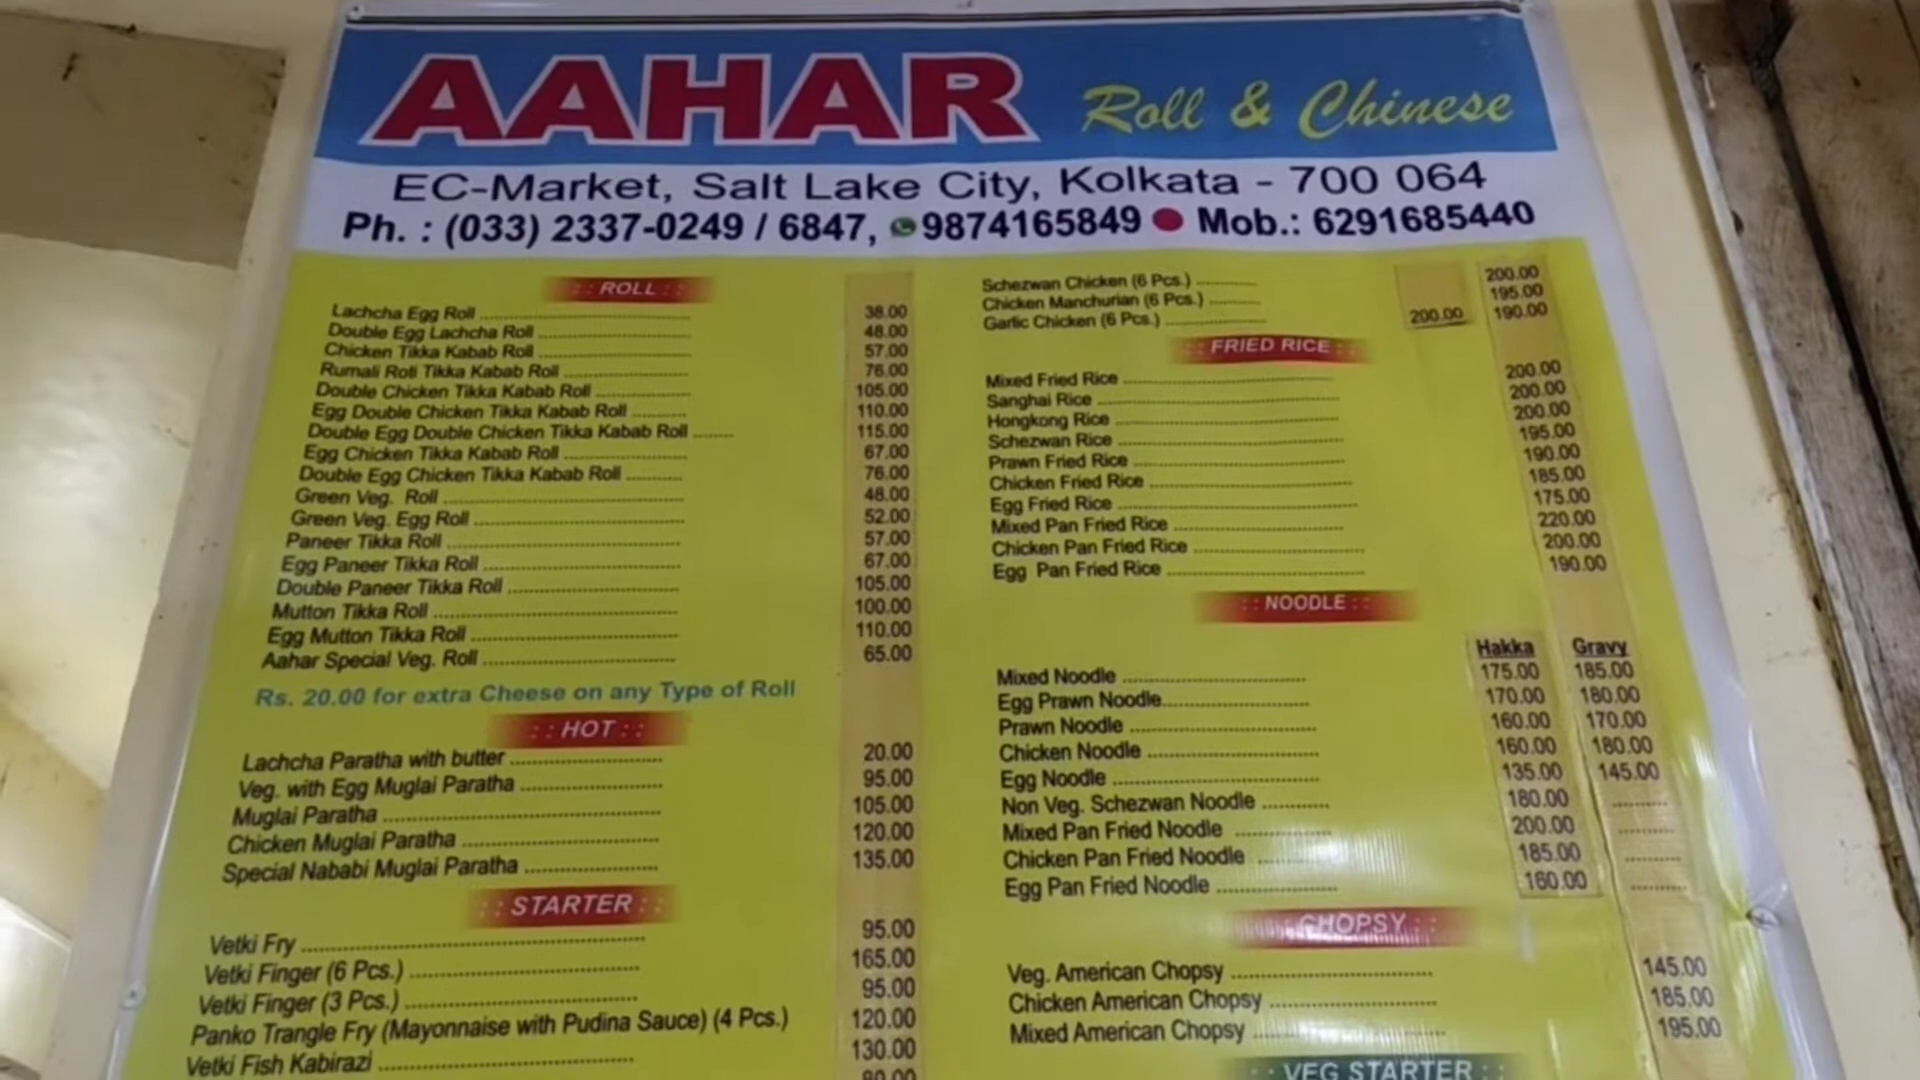 AAHAR Roll & Chinese
EC-Market, Salt Lake City, Kolkata - 700 064
Ph. : (033) 2337-0249 / 6847, 9874165849 ● Mob.: 6291685440
:: ROLL ::
Lachcha Egg Roll 38.00
Double Egg Lachcha Roll 48.00
Chicken Tikka Kabab Roll 57.00
Rumali Roti Tikka Kabab Roll 76.00
Double Chicken Tikka Kabab Roll 105.00
Egg Double Chicken Tikka Kabab Roll 110.00
Double Egg Double Chicken Tikka Kabab Roll 115.00
Egg Chicken Tikka Kabab Roll 67.00
Double Egg Chicken Tikka Kabab Roll 76.00
Green Veg. Roll 48.00
Green Veg. Egg Roll 52.00
Paneer Tikka Roll 57.00
Egg Paneer Tikka Roll 67.00
Double Paneer Tikka Roll 105.00
Mutton Tikka Roll 100.00
Egg Mutton Tikka Roll 110.00
Aahar Special Veg. Roll 65.00
Rs. 20.00 for extra Cheese on any Type of Roll
:: HOT ::
Lachcha Paratha with butter 20.00
Veg. with Egg Muglai Paratha 95.00
Muglai Paratha 105.00
Chicken Muglai Paratha 120.00
Special Nababi Muglai Paratha 135.00
:: STARTER ::
Vetki Fry 95.00
Vetki Finger (6 Pcs.) 165.00
Vetki Finger (3 Pcs.) 95.00
Panko Trangle Fry (Mayonnaise with Pudina Sauce) (4 Pcs.) 120.00
Vetki Fish Kabirazi 130.00
Schezwan Chicken (6 Pcs.) 200.00
Chicken Manchurian (6 Pcs.) 195.00
Garlic Chicken (6 Pcs.) 200.00 190.00
:: FRIED RICE ::
Mixed Fried Rice 200.00
Sanghai Rice 200.00
Hongkong Rice 200.00
Schezwan Rice 195.00
Prawn Fried Rice 190.00
Chicken Fried Rice 185.00
Egg Fried Rice 175.00
Mixed Pan Fried Rice 220.00
Chicken Pan Fried Rice 200.00
Egg Pan Fried Rice 190.00
:: NOODLE ::
Hakka Gravy
Mixed Noodle 175.00 185.00
Egg Prawn Noodle 170.00 180.00
Prawn Noodle 160.00 170.00
Chicken Noodle 160.00 180.00
Egg Noodle 135.00 145.00
Non Veg. Schezwan Noodle 180.00
Mixed Pan Fried Noodle 200.00
Chicken Pan Fried Noodle 185.00
Egg Pan Fried Noodle 160.00
:: CHOPSY ::
Veg. American Chopsy 145.00
Chicken American Chopsy 185.00
Mixed American Chopsy 195.00
:: VEG STARTER ::